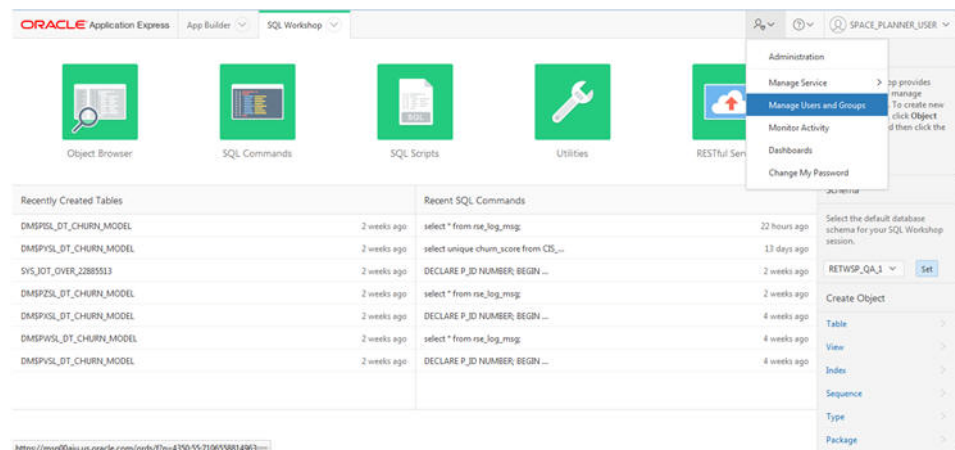 ORACLE Application Express App Builder SQL Workshop SPACE_PLANNER_USER
Administration
Manage Service
Manage Users and Groups
Monitor Activity
Dashboards
Change My Password
op provides
manage
To create new
click Object
d then click the
Object Browser
SQL Commands
SQL
SQL Scripts
Utilities
RESTful Ser
Recently Created Tables
DMSPISL_DT_CHURN_MODEL 2 weeks ago
DMSPYSL_DT_CHURN_MODEL 2 weeks ago
SYS_IOT_OVER_22885513 2 weeks ago
DMSPZSL_DT_CHURN_MODEL 2 weeks ago
DMSPXSL_DT_CHURN_MODEL 2 weeks ago
DMSPWSL_DT_CHURN_MODEL 2 weeks ago
DMSPVSL_DT_CHURN_MODEL 2 weeks ago
Recent SQL Commands
select * from rse_log_msg; 22 hours ago
select unique churn_score from CIS_... 13 days ago
DECLARE P_ID NUMBER; BEGIN ... 2 weeks ago
select * from rse_log_msg; 2 weeks ago
DECLARE P_ID NUMBER; BEGIN ... 4 weeks ago
select * from rse_log_msg; 4 weeks ago
DECLARE P_ID NUMBER; BEGIN ... 4 weeks ago
Schema
Select the default database
schema for your SQL Workshop
session.
RETWSP_QA_1 Set
Create Object
Table
View
Index
Sequence
Type
Package